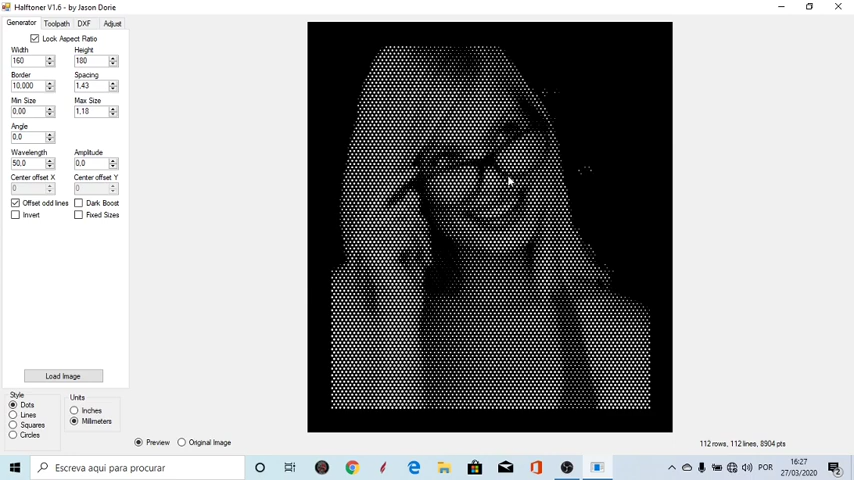 Halftoner V1.6 - by Jason Dorie
Generator Toolpath DXF Adjust
Lock Aspect Ratio
Width Height
160 180
Border Spacing
10,000 1,43
Min Size Max Size
0,00 1,18
Angle
0,0
Wavelength Amplitude
50,0 0,0
Center offset X Center offset Y
0 0
Offset odd lines Dark Boost
Invert Fixed Sizes
Load Image
Style Units
Dots Inches
Lines Millimeters
Squares
Circles
Preview Original Image
112 rows, 112 lines, 8904 pts
Escreva aqui para procurar
POR
16:27
27/03/2020
2